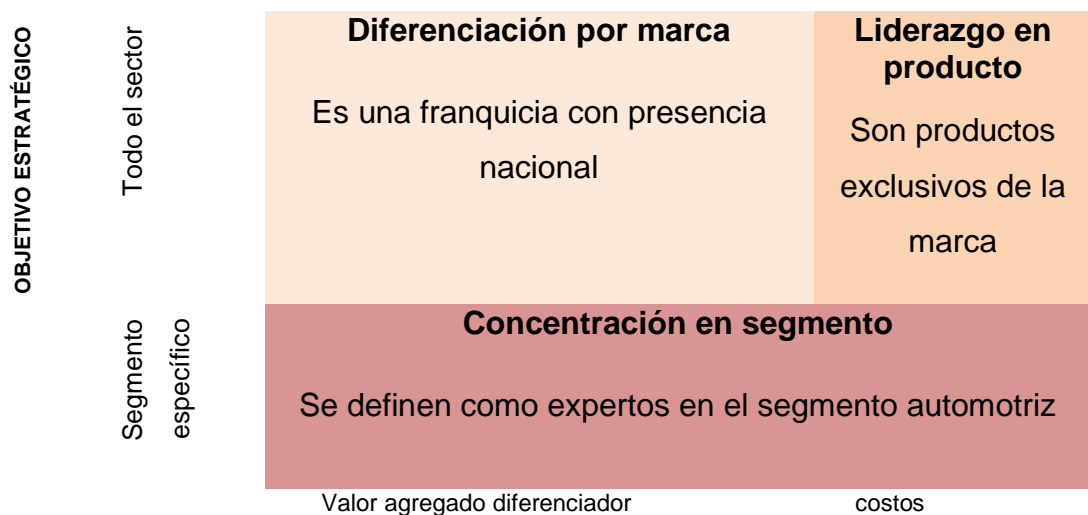 OBJETIVO ESTRATÉGICO
Todo el sector
Diferenciación por marca
Es una franquicia con presencia
nacional
Liderazgo en
producto
Son productos
exclusivos de la
marca
Segmento
específico
Concentración en segmento
Se definen como expertos en el segmento automotriz
Valor agregado diferenciador
costos